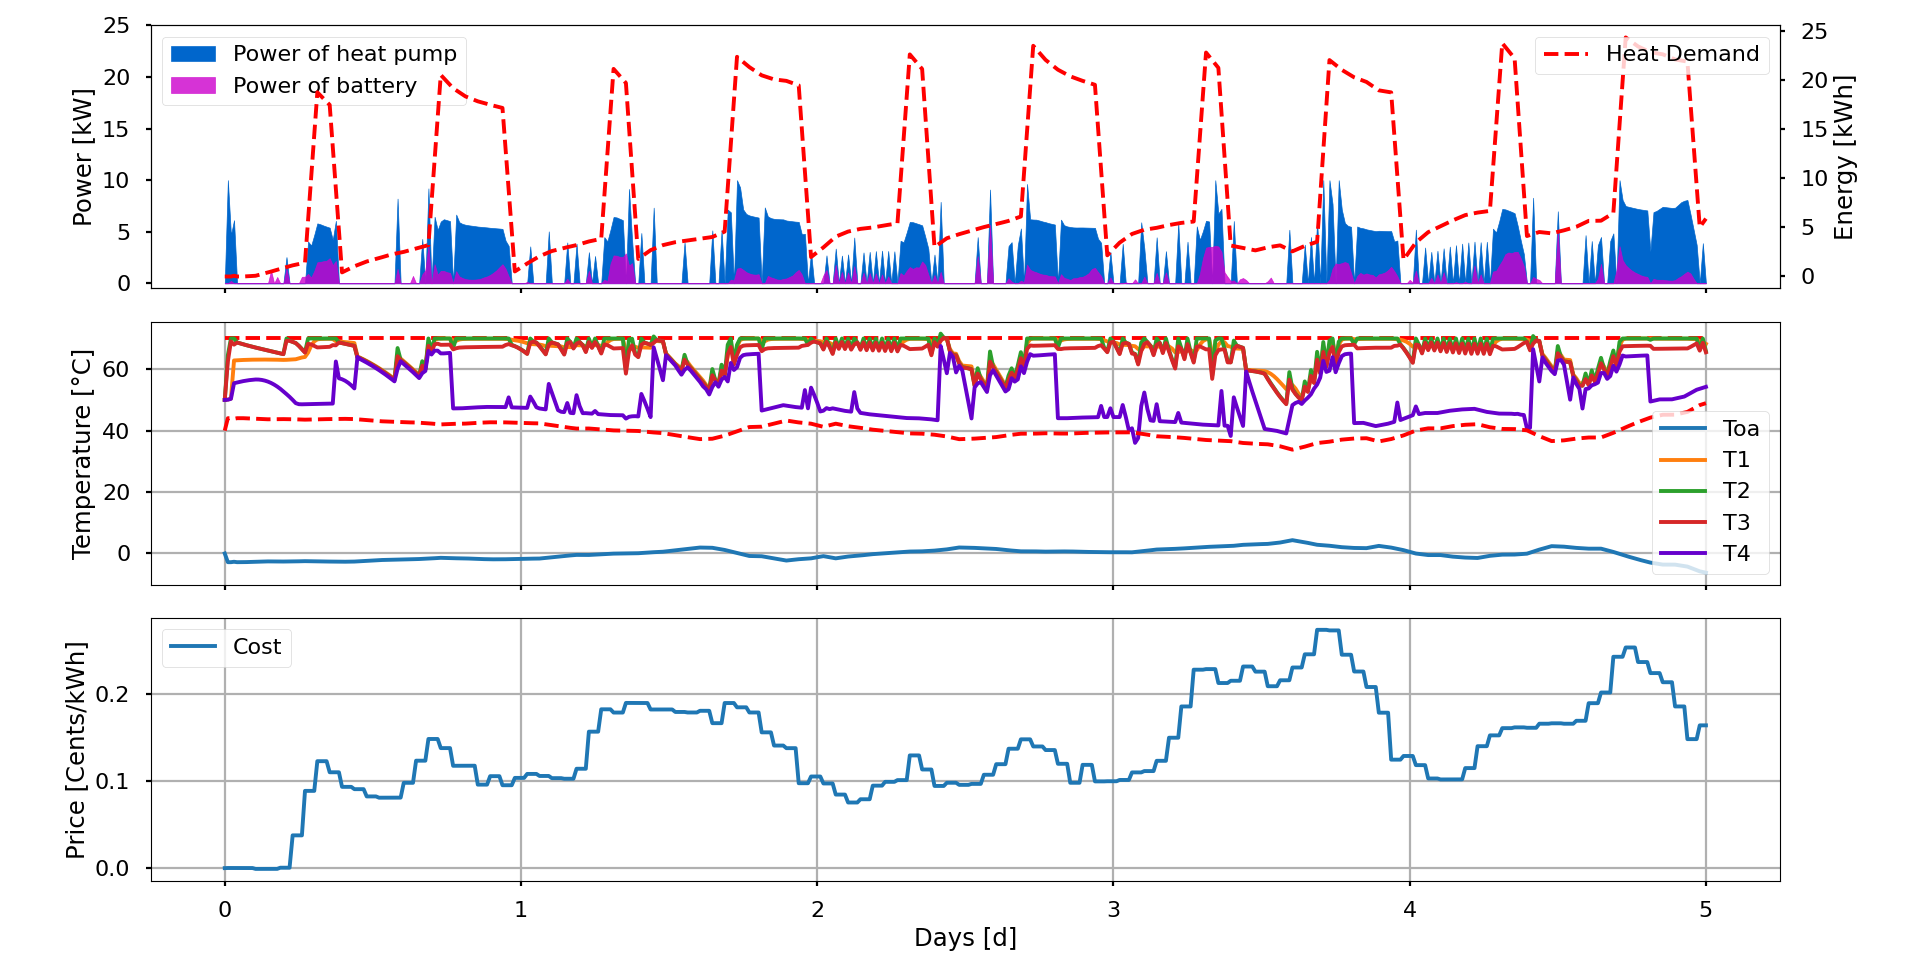 25
20
15
10
5
0
Power [kW]
Power of heat pump
Power of battery
Heat Demand
25
20
15
10
5
0
Energy [kWh]
60
40
20
0
Temperature [°C]
Toa
T1
T2
T3
T4
0.2
0.1
0.0
Price [Cents/kWh]
Cost
0 1 2 3 4 5
Days [d]